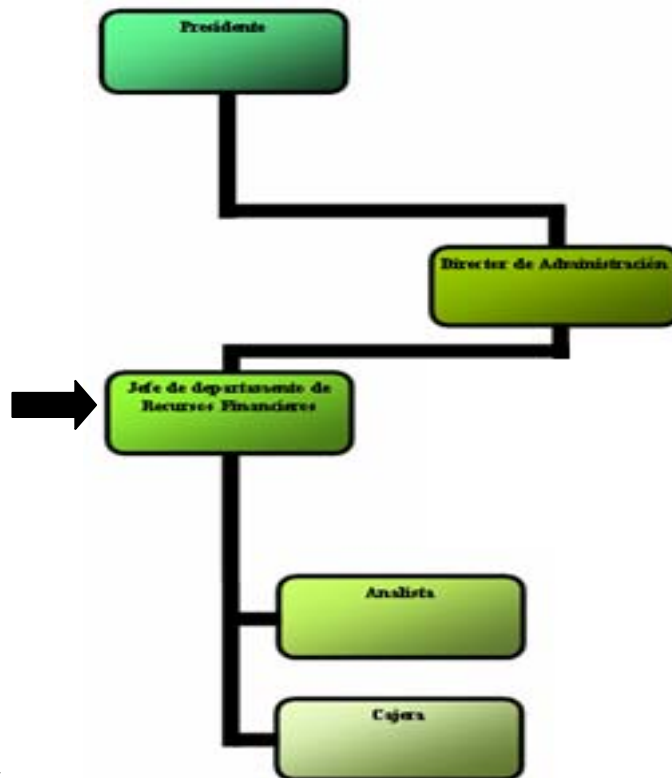 Presidente
Director de Administración
Jefe de departamento de
Recursos Financieros
Analista
Cajera